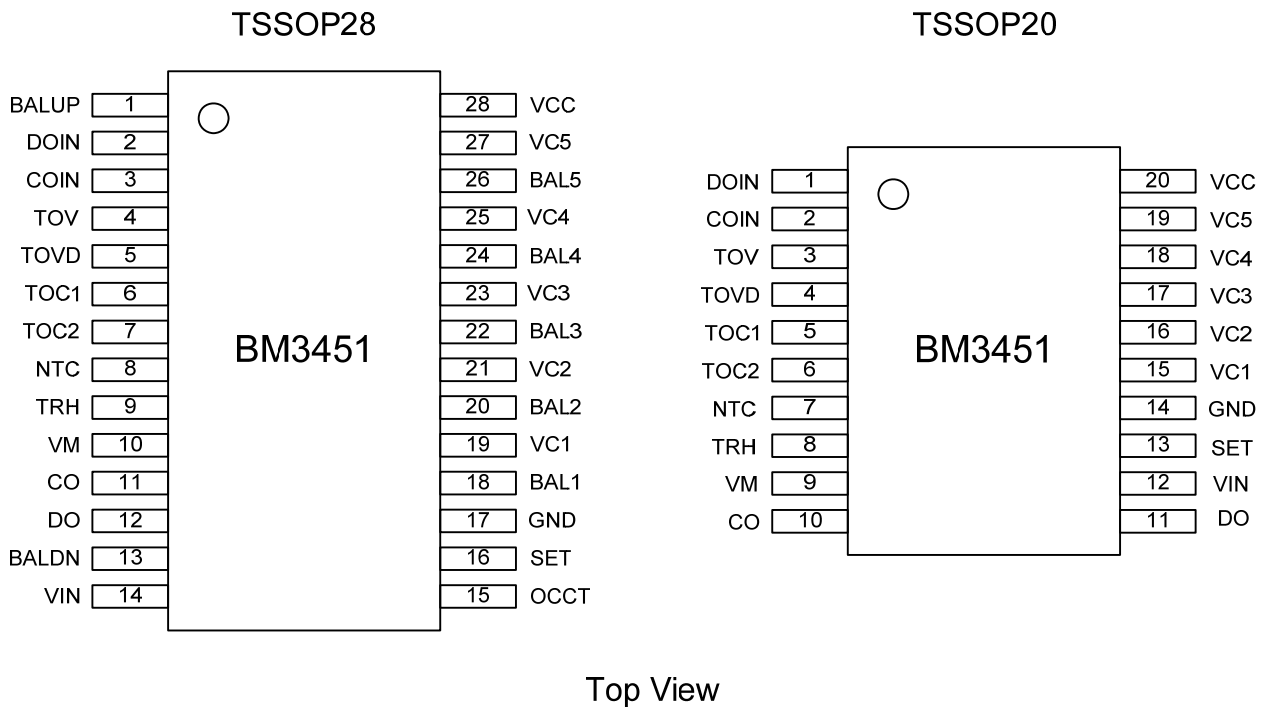 TSSOP28 TSSOP20
BALUP 1 28 VCC
DOIN 2 27 VC5
COIN 3 26 BAL5
TOV 4 25 VC4
TOVD 5 24 BAL4
TOC1 6 23 VC3
TOC2 7 22 BAL3
NTC 8 21 VC2
TRH 9 20 BAL2
VM 10 19 VC1
CO 11 18 BAL1
DO 12 17 GND
BALDN 13 16 SET
VIN 14 15 OCCT
BM3451
DOIN 1 20 VCC
COIN 2 19 VC5
TOV 3 18 VC4
TOVD 4 17 VC3
TOC1 5 16 VC2
TOC2 6 15 VC1
NTC 7 14 GND
TRH 8 13 SET
VM 9 12 VIN
CO 10 11 DO
BM3451
Top View